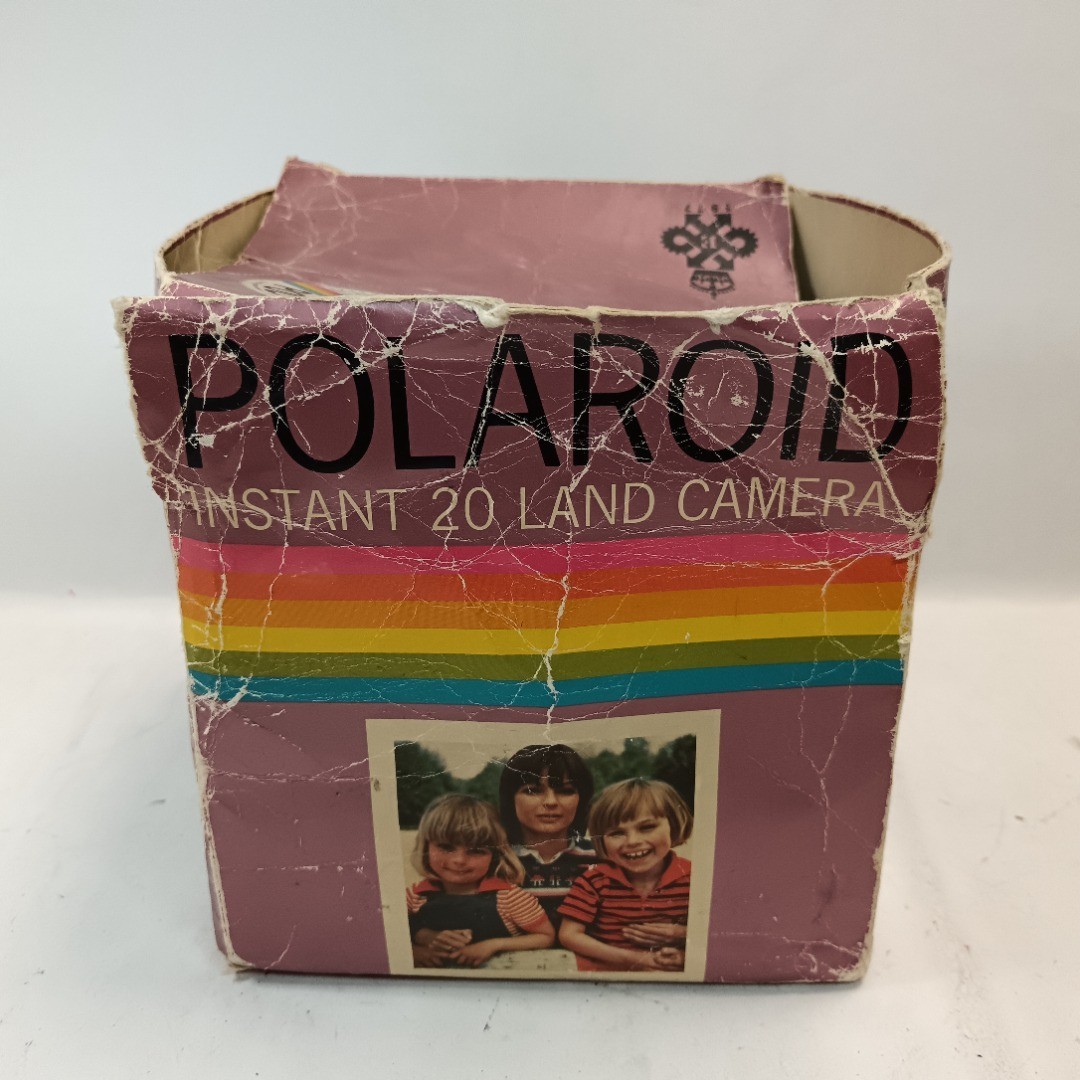 POLAROID
INSTANT 20 LAND CAMERA